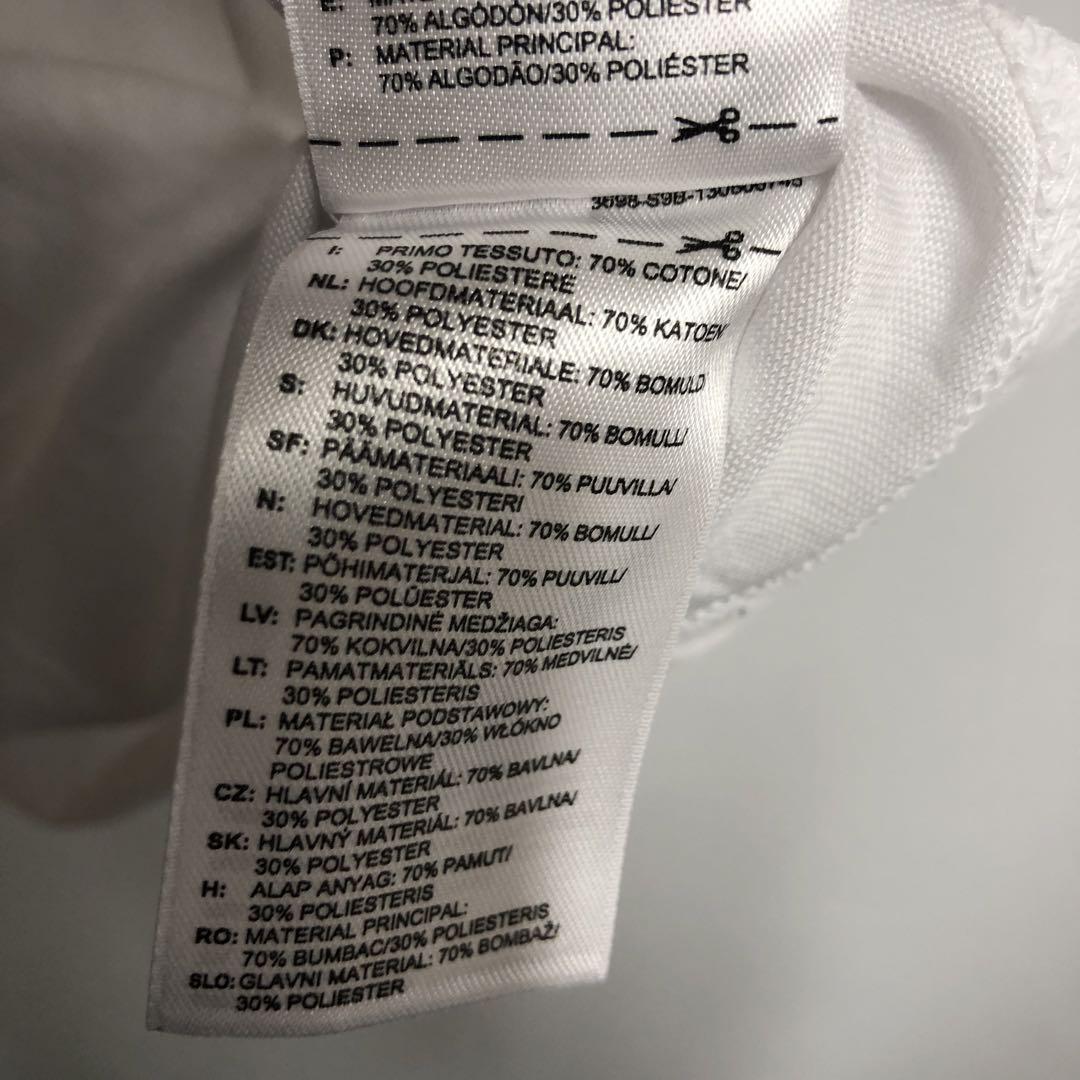 E:
70% ALGODÓN/30% POLIÉSTER
P: MATERIAL PRINCIPAL:
70% ALGODÃO/30% POLIÉSTER
I: PRIMO TESSUTO: 70% COTONE/
30% POLIESTERE
NL: HOOFDMATERIAAL: 70% KATOEN
30% POLYESTER
DK: HOVEDMATERIALE: 70% BOMULD
30% POLYESTER
S: HUVUDMATERIAL: 70% BOMULL/
30% POLYESTER
SF: PÄÄMATERIAALI: 70% PUUVILLA/
30% POLYESTERI
N: HOVEDMATERIAL: 70% BOMULL/
30% POLYESTER
EST: PÕHIMATERJAL: 70% PUUVILL/
30% POLÜESTER
LV: PAGRINDINĖ MEDŽIAGA:
70% KOKVILNA/30% POLIESTERIS
LT: PAMATMATERIĀLS: 70% MEDVILNĖ/
30% POLIESTERIS
PL: MATERIAŁ PODSTAWOWY:
70% BAWEŁNA/30% WŁÓKNO
POLIESTROWE
CZ: HLAVNÍ MATERIÁL: 70% BAVLNA/
30% POLYESTER
SK: HLAVNÝ MATERIÁL: 70% BAVLNA/
30% POLYESTER
H: ALAP ANYAG: 70% PAMUT/
30% POLIESTERIS
RO: MATERIAL PRINCIPAL:
70% BUMBAC/30% POLIESTERIS
SLO: GLAVNI MATERIAL: 70% BOMBAŽ/
30% POLIESTER